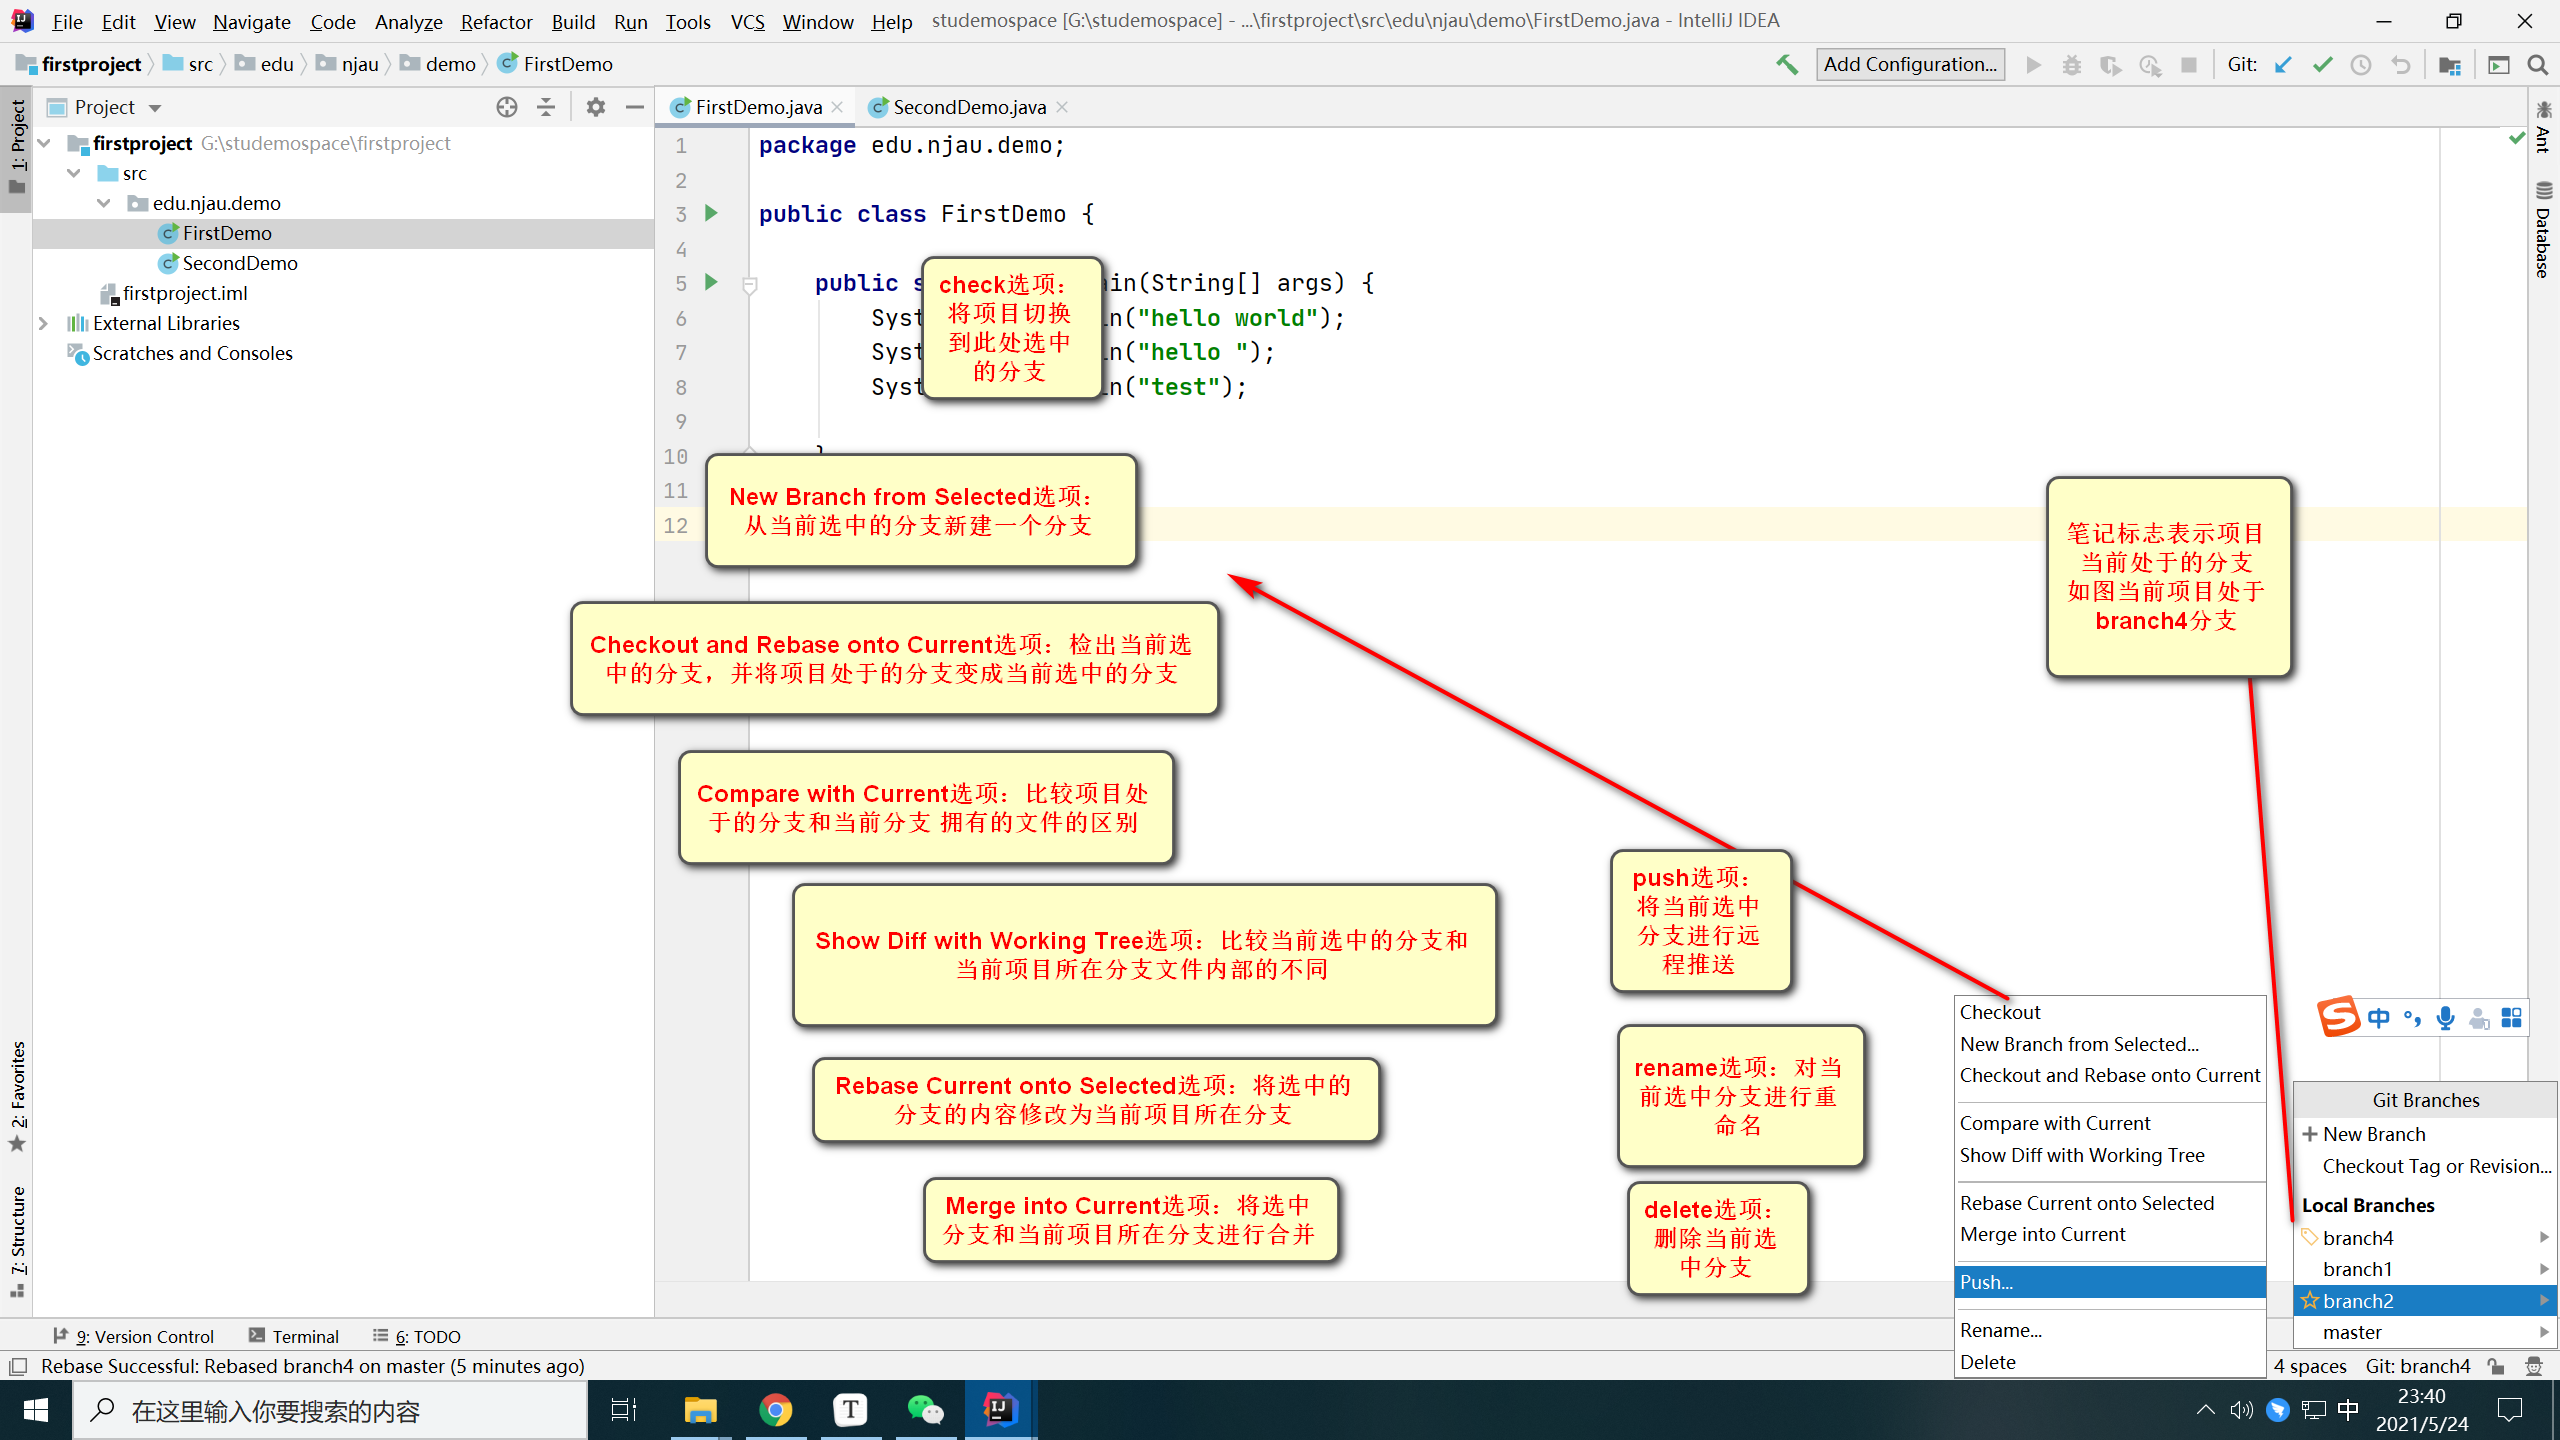 File Edit View Navigate Code Analyze Refactor Build Run Tools VCS Window Help studemospace [G:\studemospace] - ...\firstproject\src\edu\njau\demo\FirstDemo.java - IntelliJ IDEA
firstproject src edu njau demo FirstDemo Add Configuration... Git:
1: Project
Project
firstproject G:\studemospace\firstproject
src
edu.njau.demo
FirstDemo
SecondDemo
firstproject.iml
External Libraries
Scratches and Consoles
2: Favorites
7: Structure
FirstDemo.java SecondDemo.java
1 package edu.njau.demo;
2
3 public class FirstDemo {
4
5 public s ain(String[] args) {
6 Syst n("hello world");
7 Syst n("hello ");
8 Syst n("test");
9
10 }
11
12
check选项：
将项目切换
到此处选中
的分支
New Branch from Selected选项：
从当前选中的分支新建一个分支
Checkout and Rebase onto Current选项：检出当前选
中的分支，并将项目处于的分支变成当前选中的分支
Compare with Current选项：比较项目处
于的分支和当前分支 拥有的文件的区别
Show Diff with Working Tree选项：比较当前选中的分支和
当前项目所在分支文件内部的不同
Rebase Current onto Selected选项：将选中的
分支的内容修改为当前项目所在分支
Merge into Current选项：将选中
分支和当前项目所在分支进行合并
push选项：
将当前选中
分支进行远
程推送
rename选项：对当
前选中分支进行重
命名
delete选项：
删除当前选
中分支
笔记标志表示项目
当前处于的分支
如图当前项目处于
branch4分支
Ant
Database
Checkout
New Branch from Selected...
Checkout and Rebase onto Current
Compare with Current
Show Diff with Working Tree
Rebase Current onto Selected
Merge into Current
Push...
Rename...
Delete
S 中 °,
Git Branches
New Branch
Checkout Tag or Revision...
Local Branches
branch4
branch1
branch2
master
9: Version Control Terminal 6: TODO
Rebase Successful: Rebased branch4 on master (5 minutes ago) 4 spaces Git: branch4
在这里输入你要搜索的内容 T IJ 中
23:40
2021/5/24